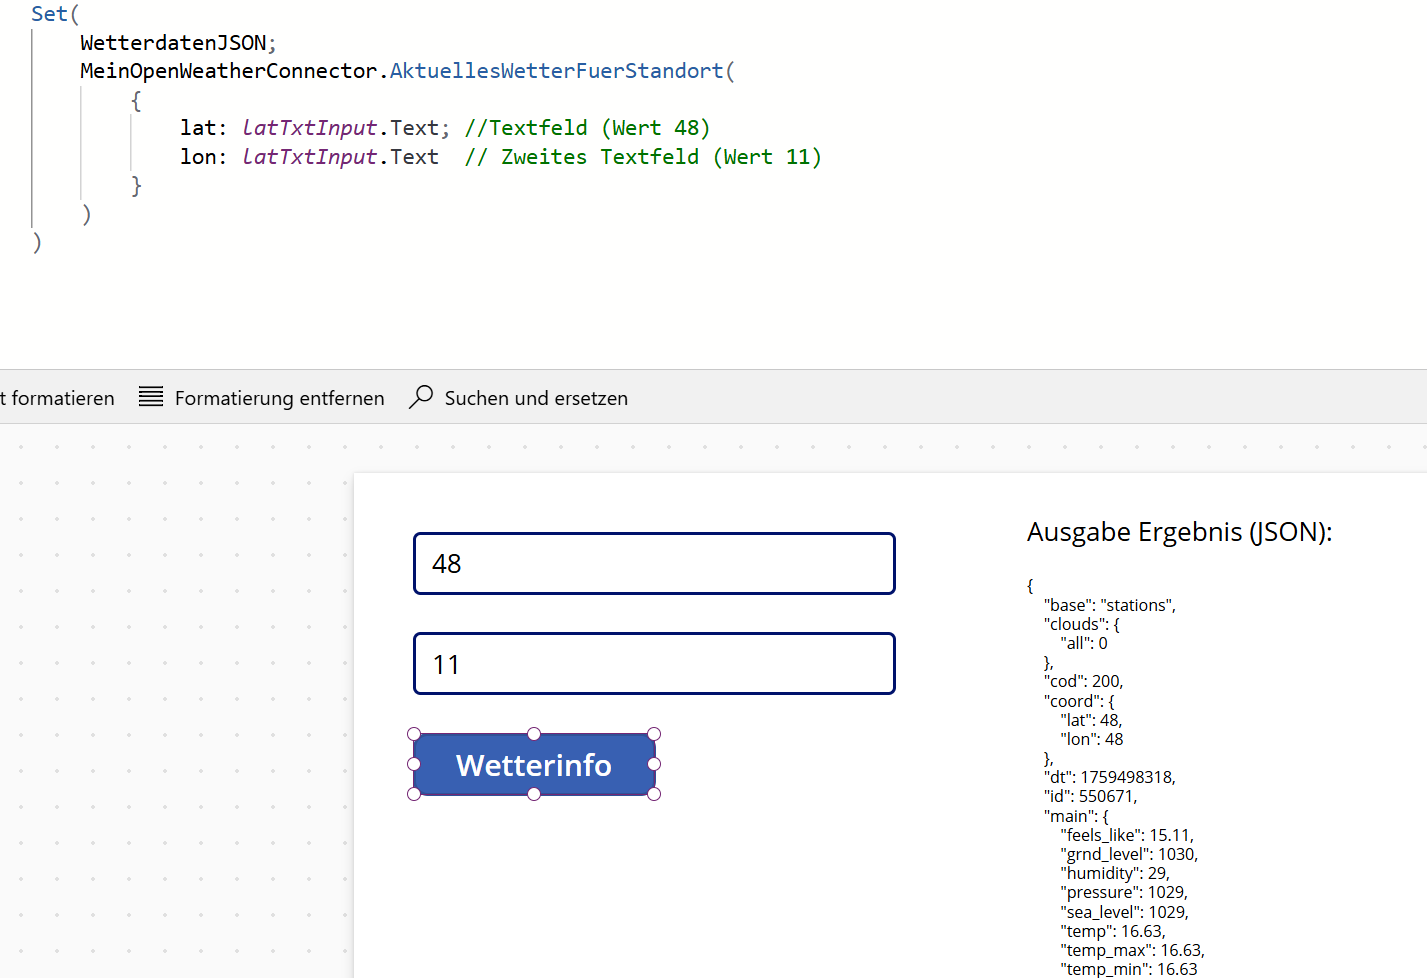 Set(
WetterdatenJSON;
MeinOpenWeatherConnector.AktuellesWetterFuerStandort(
{
lat: latTxtInput.Text; //Textfeld (Wert 48)
lon: latTxtInput.Text // Zweites Textfeld (Wert 11)
}
)
)
t formatieren Formatierung entfernen Suchen und ersetzen
48
11
Wetterinfo
Ausgabe Ergebnis (JSON):
{
"base": "stations",
"clouds": {
"all": 0
},
"cod": 200,
"coord": {
"lat": 48,
"lon": 48
},
"dt": 1759498318,
"id": 550671,
"main": {
"feels_like": 15.11,
"grnd_level": 1030,
"humidity": 29,
"pressure": 1029,
"sea_level": 1029,
"temp": 16.63,
"temp_max": 16.63,
"temp_min": 16.63